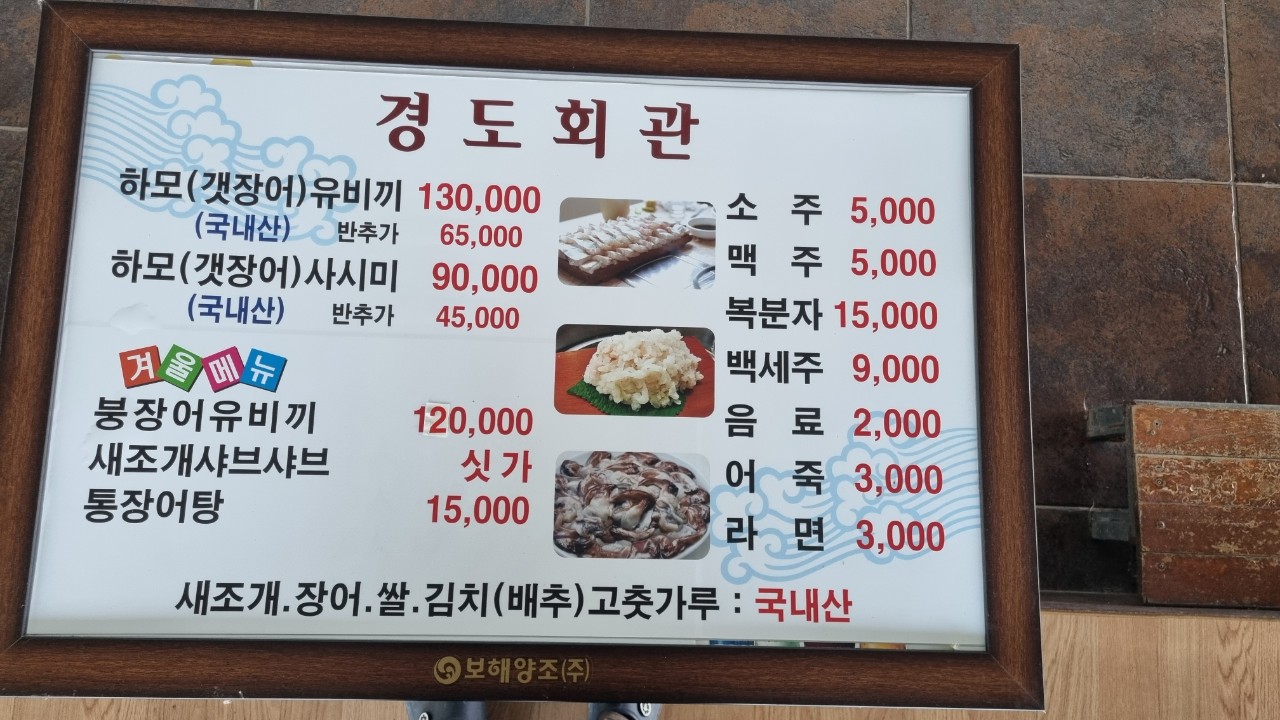 경도회관
하모(갯장어)유비끼 130,000
(국내산) 반추가 65,000
하모(갯장어)사시미 90,000
(국내산) 반추가 45,000
겨울메뉴
붕장어유비끼 120,000
새조개샤브샤브 싯가
통장어탕 15,000
소주 5,000
맥주 5,000
복분자 15,000
백세주 9,000
음료 2,000
어죽 3,000
라면 3,000
새조개.장어.쌀.김치(배추)고춧가루 : 국내산
보해양조(주)